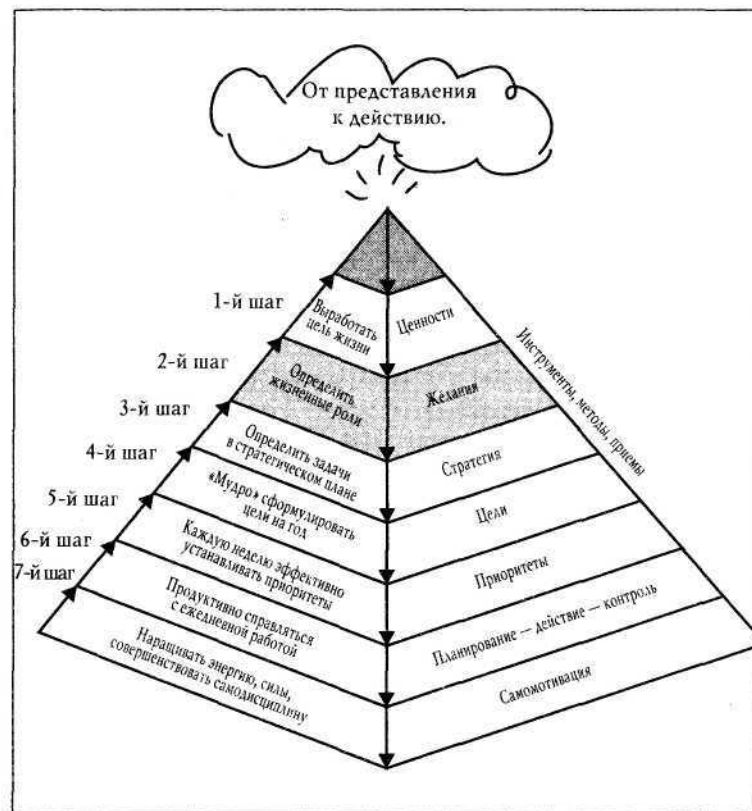 От представления
к действию.
1-й шаг
Выработать
цель жизни
Ценности
2-й шаг
Определить
жизненные роли
Желания
3-й шаг
Определить задачи
в стратегическом плане
Стратегия
4-й шаг
«Мудро» сформулировать
цели на год
Цели
5-й шаг
Каждую неделю эффективно
устанавливать приоритеты
Приоритеты
6-й шаг
Продуктивно справляться
с ежедневной работой
Планирование — действие — контроль
7-й шаг
Наращивать энергию, силы,
совершенствовать самодисциплину
Самомотивация
Инструменты, методы, приемы